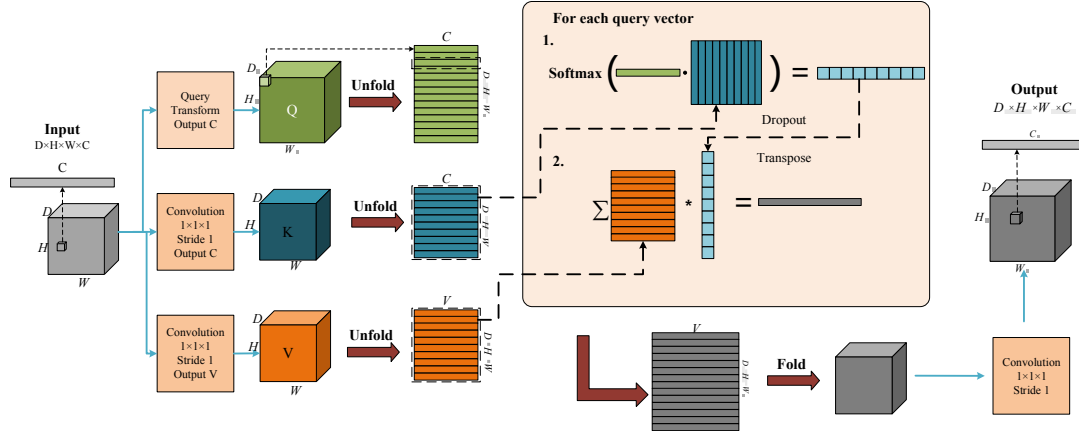 Input
D×H×W×C
C
D
H
W
Query
Transform
Output C
Convolution
1×1×1
Stride 1
Output C
Convolution
1×1×1
Stride 1
Output V
Q
W
H
D
K
D
H
W
V
D
H
W
Unfold
Unfold
Unfold
C
C
V
For each query vector
1.
Softmax
(
·
)
=
Dropout
Transpose
2.
∑
*
=
V
Fold
Convolution
1×1×1
Stride 1
Output
D ×H ×W ×C
C
D
H
W